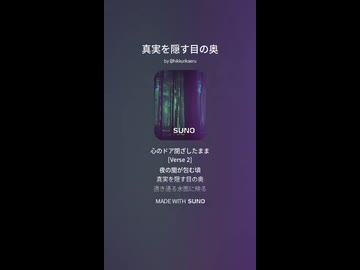 真実を隠す目の奥
by @hikkorikaeru
SUNO
心のドア閉ざしたまま
[Verse 2]
夜の闇が包む頃
真実を隠す目の奥
透き通る水面に映る
MADE WITH SUNO